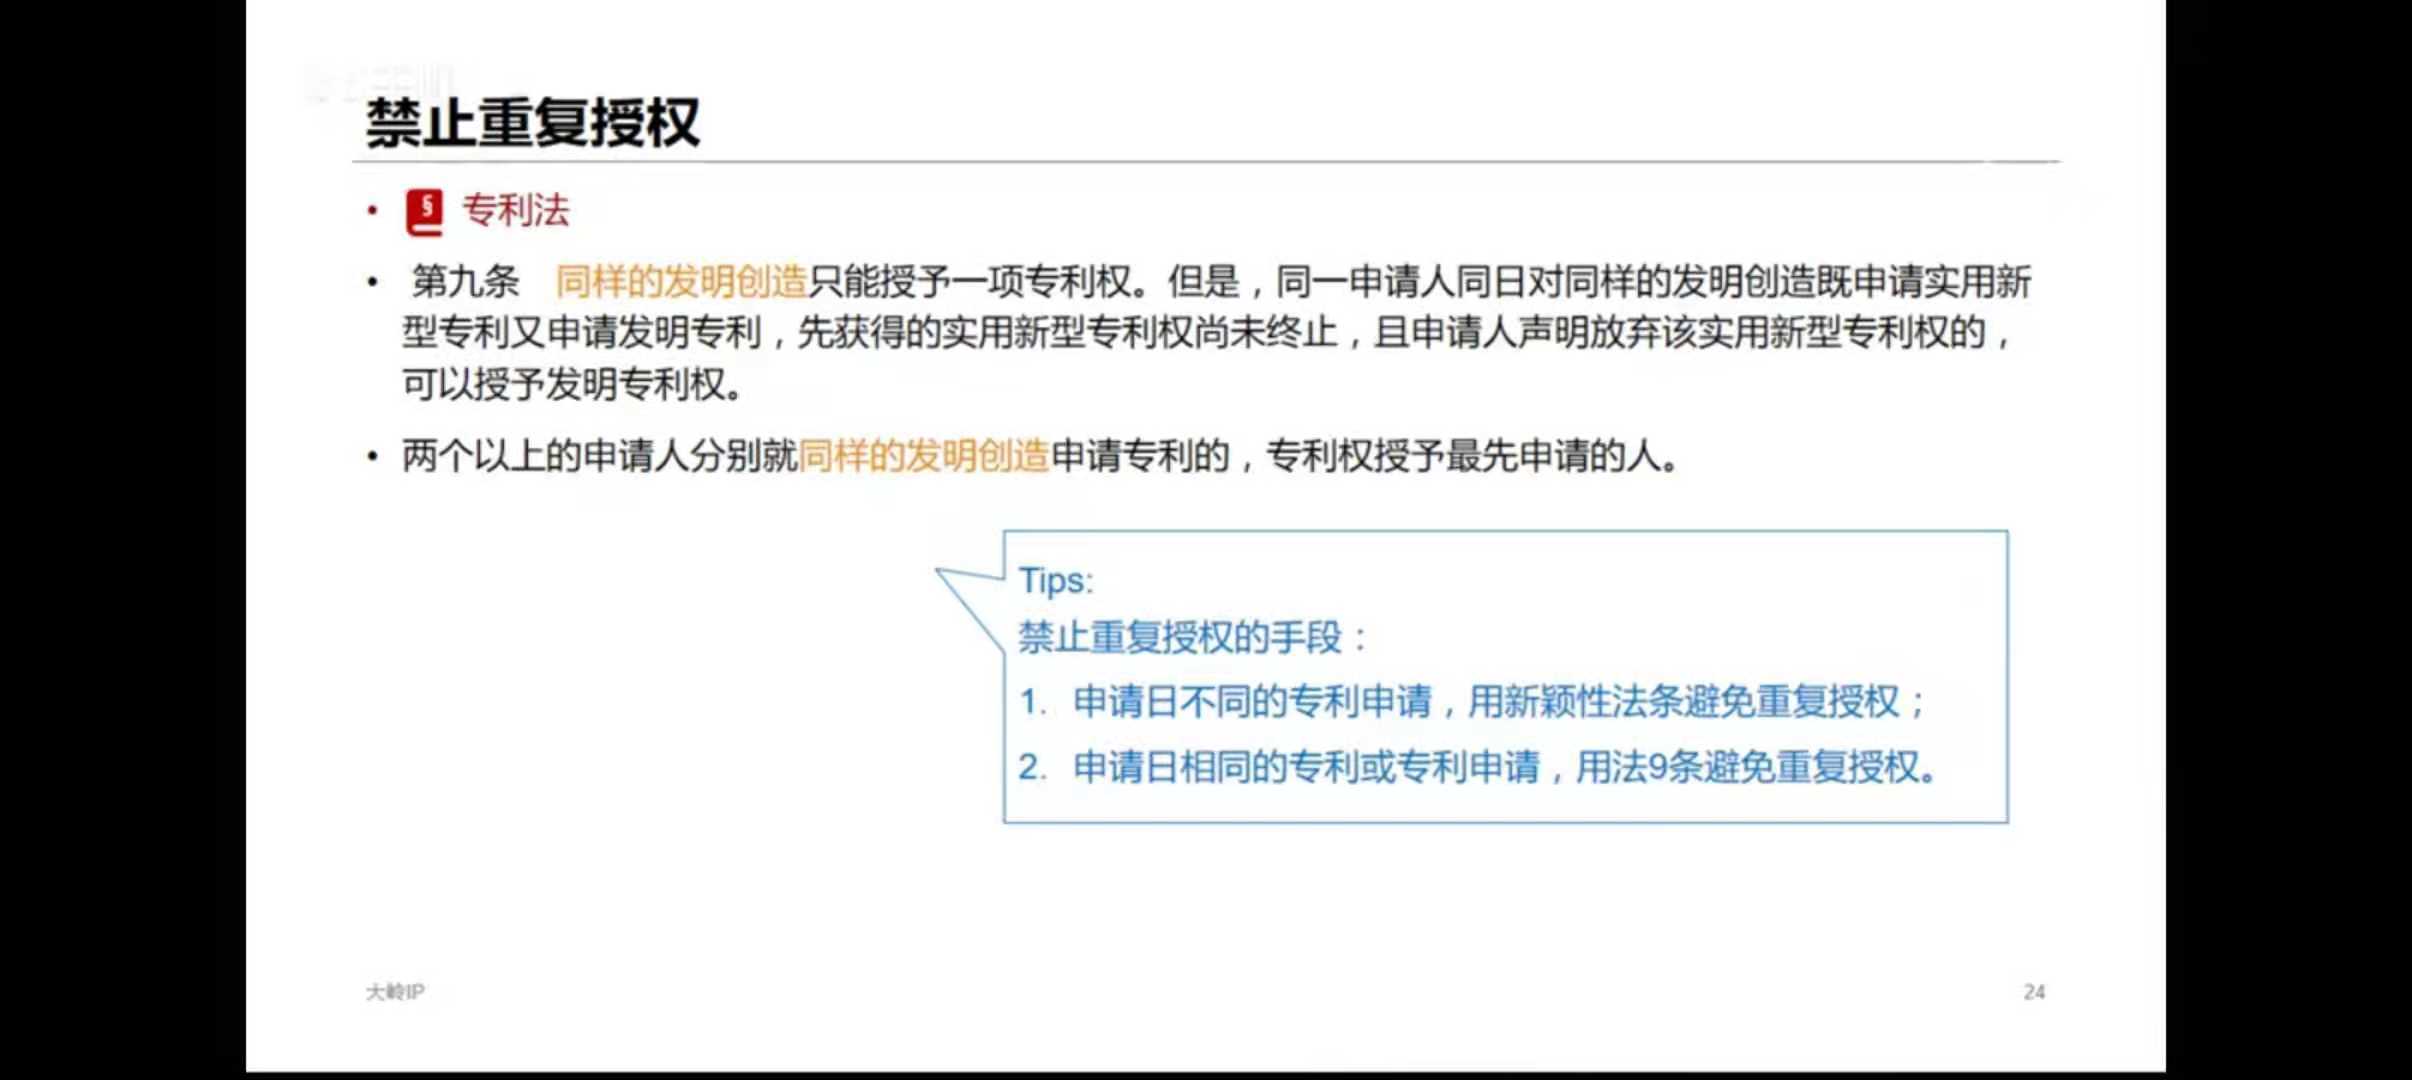 禁止重复授权
• § 专利法
• 第九条 同样的发明创造只能授予一项专利权。但是，同一申请人同日对同样的发明创造既申请实用新
型专利又申请发明专利，先获得的实用新型专利权尚未终止，且申请人声明放弃该实用新型专利权的，
可以授予发明专利权。
• 两个以上的申请人分别就同样的发明创造申请专利的，专利权授予最先申请的人。
Tips:
禁止重复授权的手段：
1. 申请日不同的专利申请，用新颖性法条避免重复授权；
2. 申请日相同的专利或专利申请，用法9条避免重复授权。
大岭IP
24